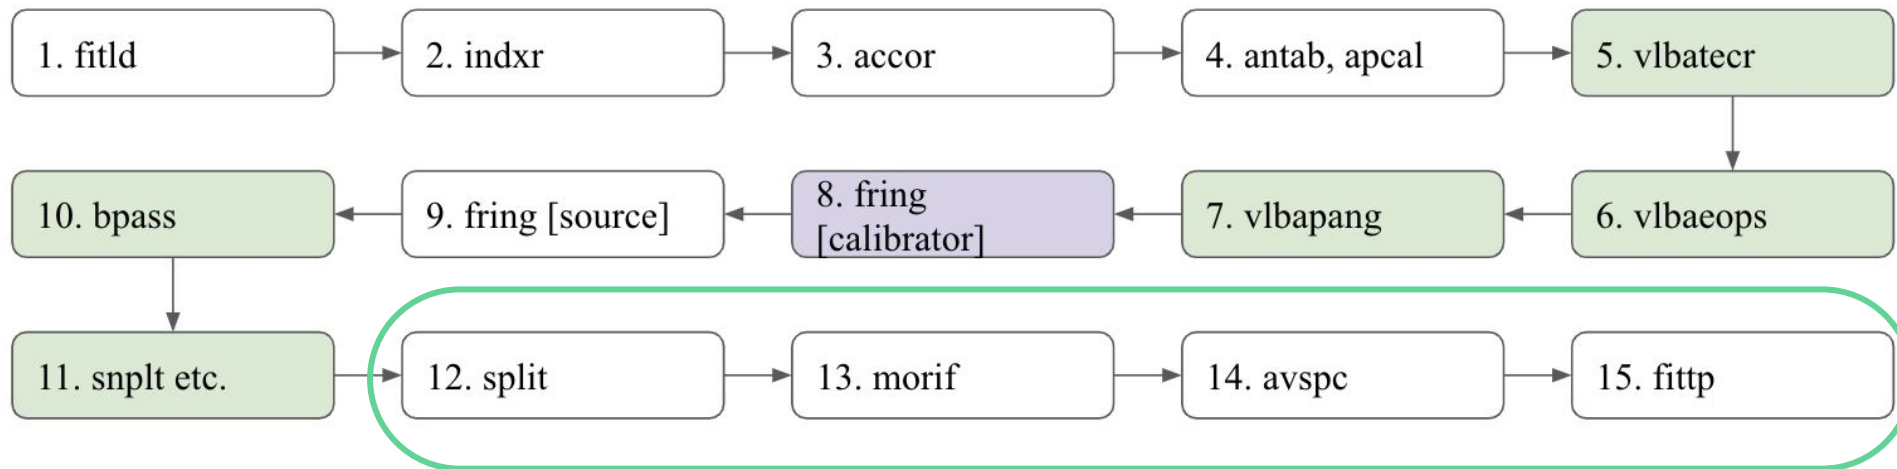 1. fitld
2. indxr
3. accor
4. antab, apcal
5. vlbatecr
6. vlbaeops
7. vlbapang
8. fring
[calibrator]
9. fring [source]
10. bpass
11. snplt etc.
12. split
13. morif
14. avspc
15. fittp